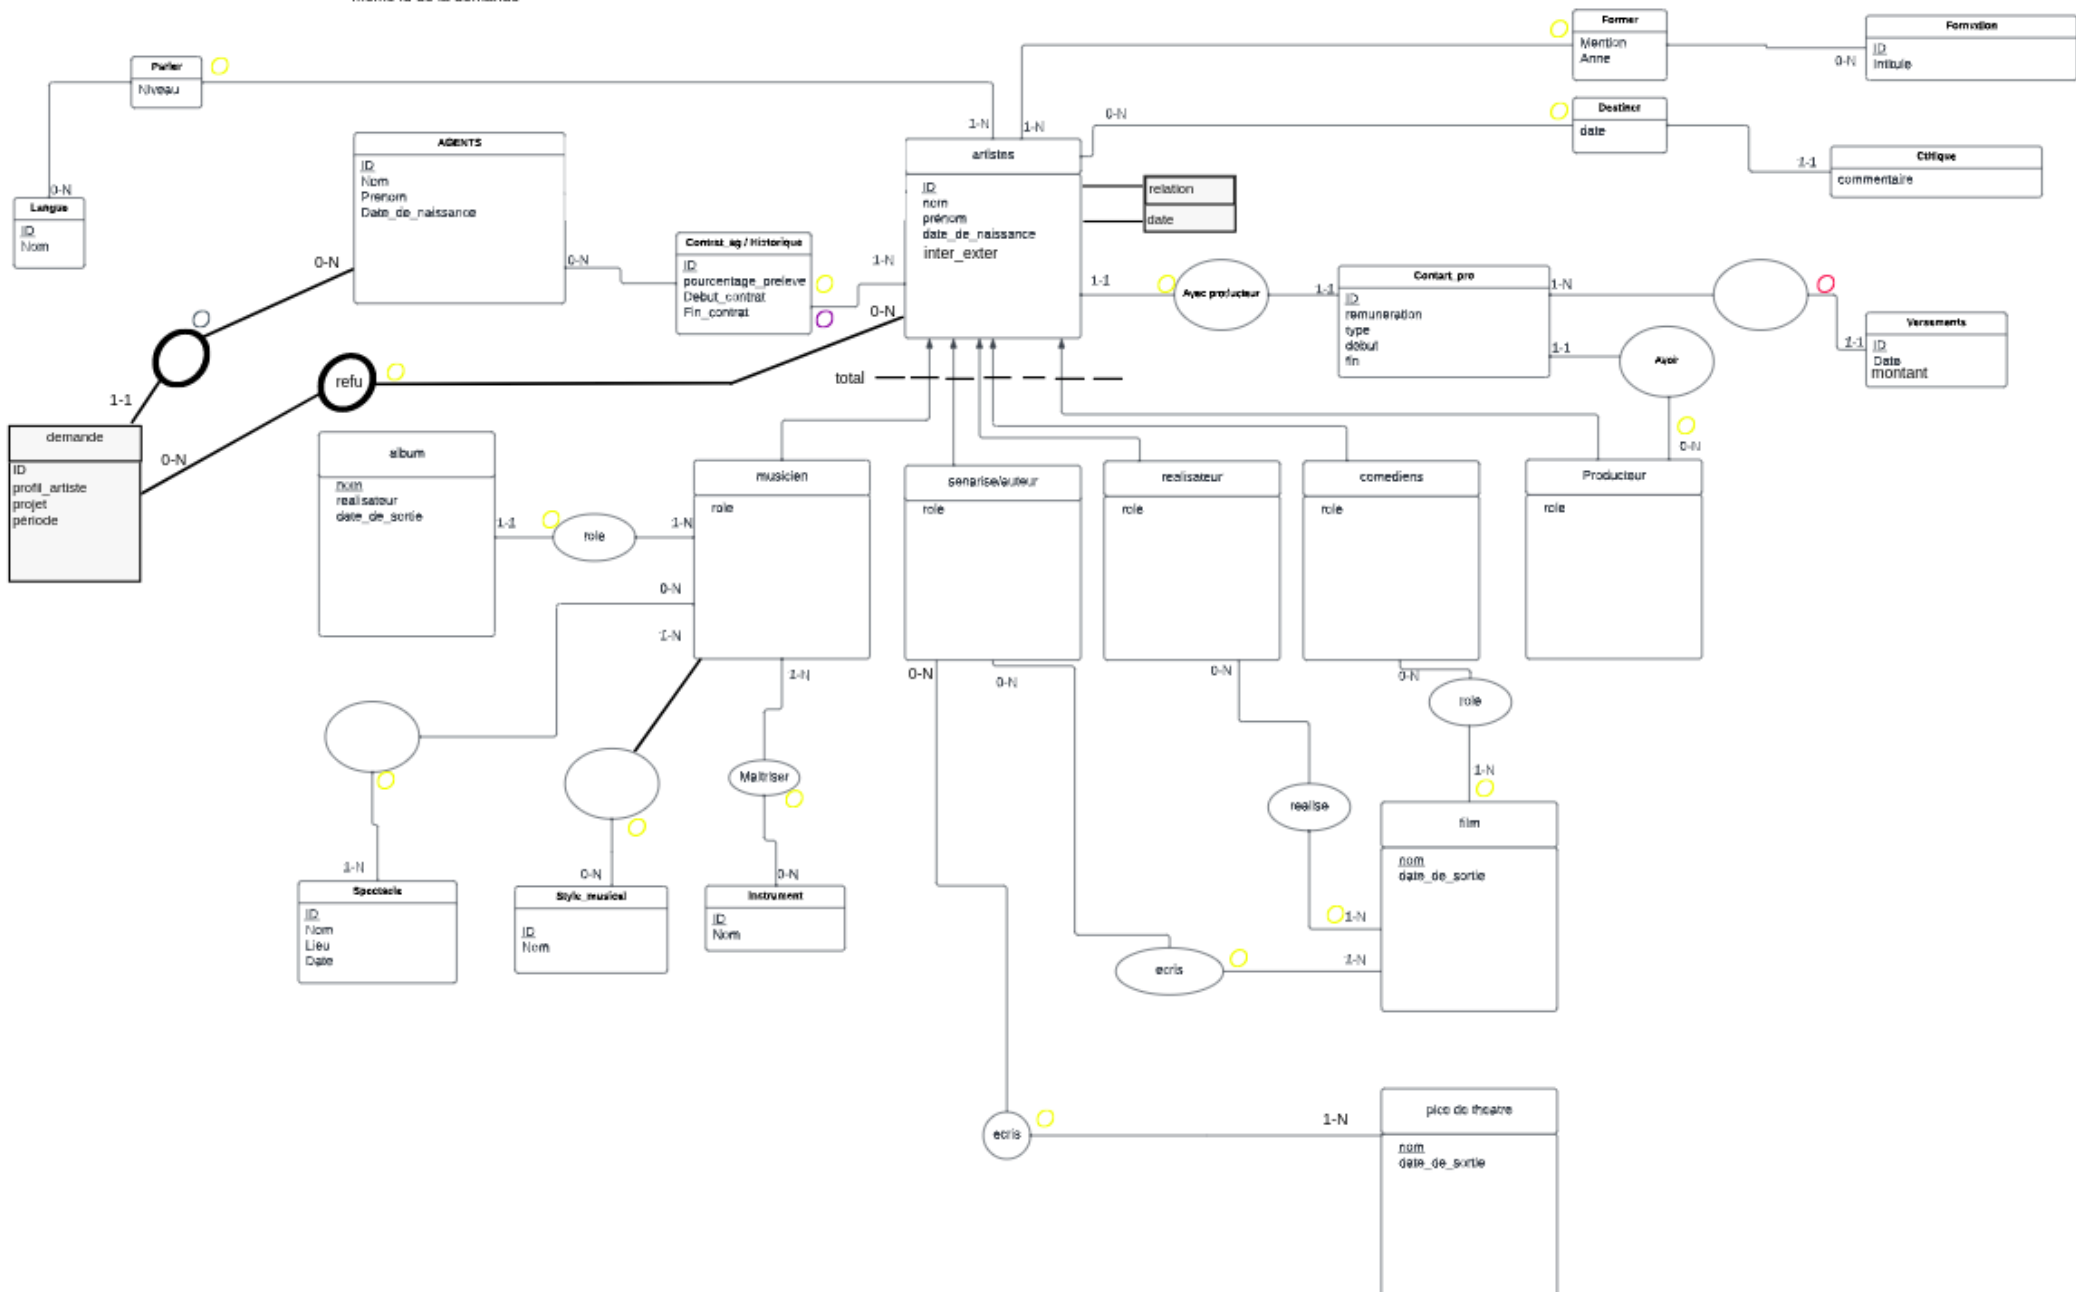 Parler
Niveau
0-N
Langue
ID
Nom
AGENTS
ID
Nom
Prenom
Date_de_naissance
0-N
0-N
Contrat_ag / Historique
ID
pourcentage_preleve
Debut_contrat
Fin_contrat
1-N
0-N
1-N
1-N
0-N
artistes
ID
nom
prénom
date_de_naissance
inter_exter
relation
date
Former
Mention
Anne
0-N
Formation
ID
Intitule
Destiner
date
1-1
Ctifique
commentaire
1-1
Avec producteur
1-1
Contart_pro
ID
remuneration
type
debut
fin
1-N
1-1
1-1
Versements
ID
Date
montant
Avoir
0-N
total
refu
1-1
0-N
demande
ID
profil_artiste
projet
période
album
nom
realisateur
date_de_sortie
1-1
role
1-N
0-N
1-N
musicien
role
1-N
senarise/auteur
role
0-N
0-N
realisateur
role
0-N
comediens
role
0-N
Producteur
role
role
1-N
Maitriser
realise
film
nom
date_de_sortie
1-N
1-N
ecris
1-N
Spectacle
ID
Nom
Lieu
Date
0-N
Style_musical
ID
Nom
0-N
Instrument
ID
Nom
ecris
1-N
pice de theatre
nom
date_de_sortie